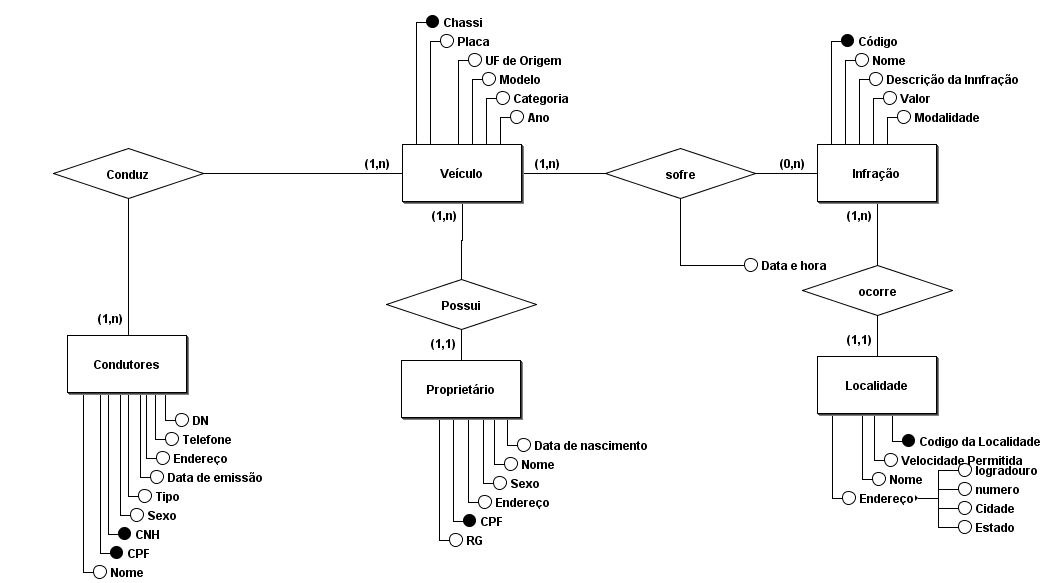 Chassi
Placa
UF de Origem
Modelo
Categoria
Ano
Código
Nome
Descrição da Innfração
Valor
Modalidade
Conduz
(1,n)
Veículo
(1,n)
sofre
(0,n)
Infração
(1,n)
(1,n)
Data e hora
ocorre
Possui
(1,n)
(1,1)
(1,1)
Condutores
Proprietário
Localidade
DN
Telefone
Endereço
Data de emissão
Tipo
Sexo
CNH
CPF
Nome
Data de nascimento
Nome
Sexo
Endereço
CPF
RG
Codigo da Localidade
Velocidade Permitida
Nome
Endereço
logradouro
numero
Cidade
Estado